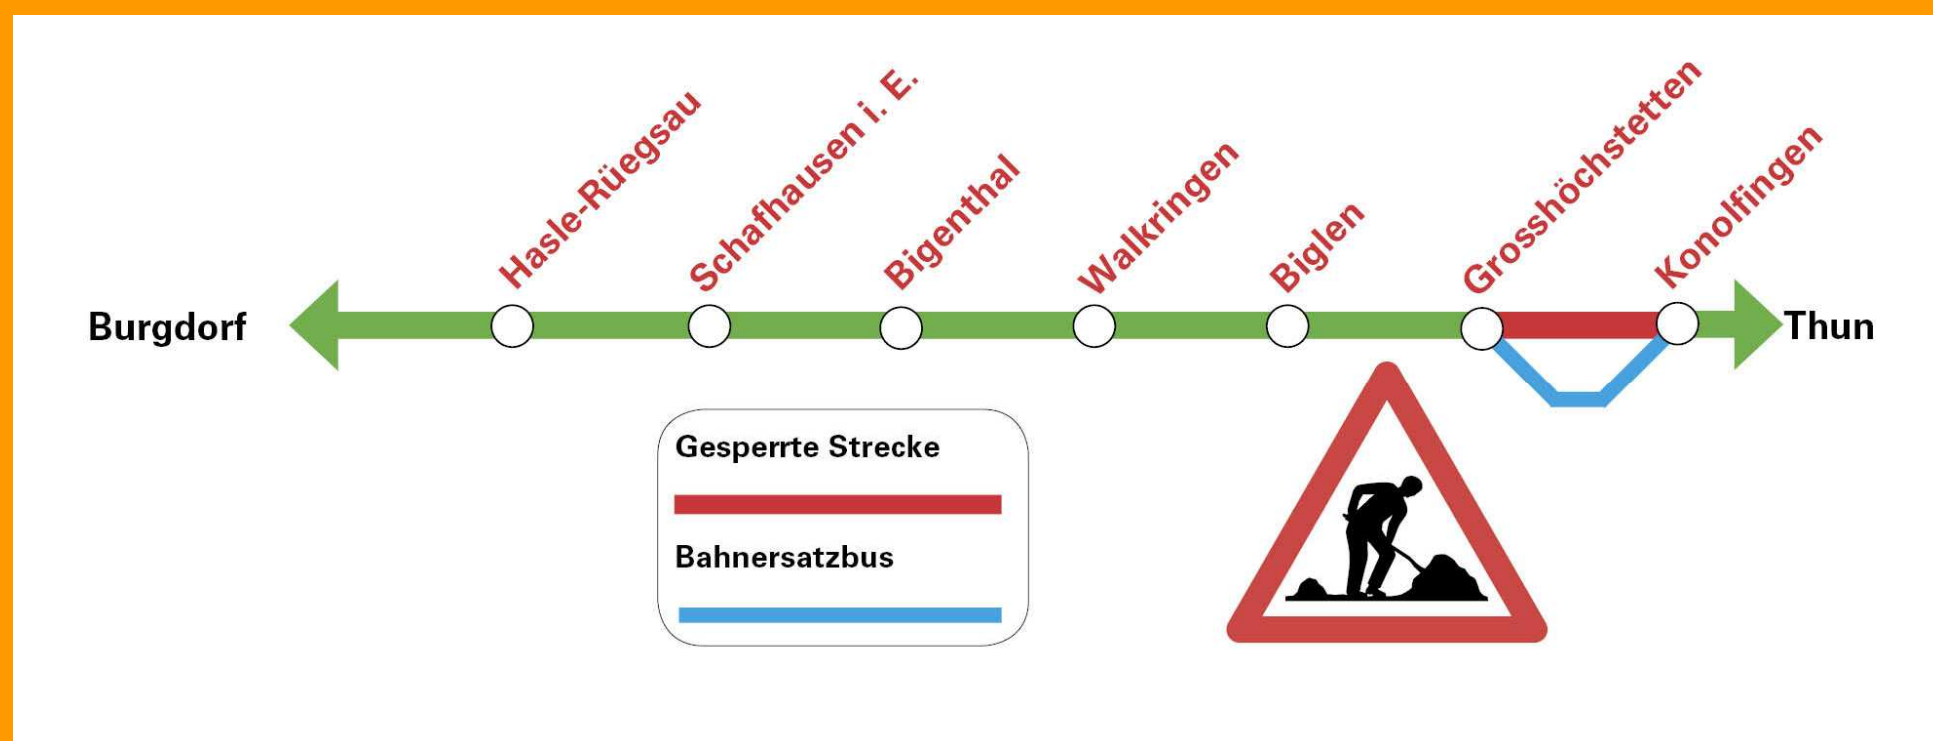 Hasle-Rüegsau
Schafhausen i. E.
Bigenthal
Walkringen
Biglen
Grosshöchstetten
Konolfingen
Burgdorf
Thun
Gesperrte Strecke
Bahnersatzbus